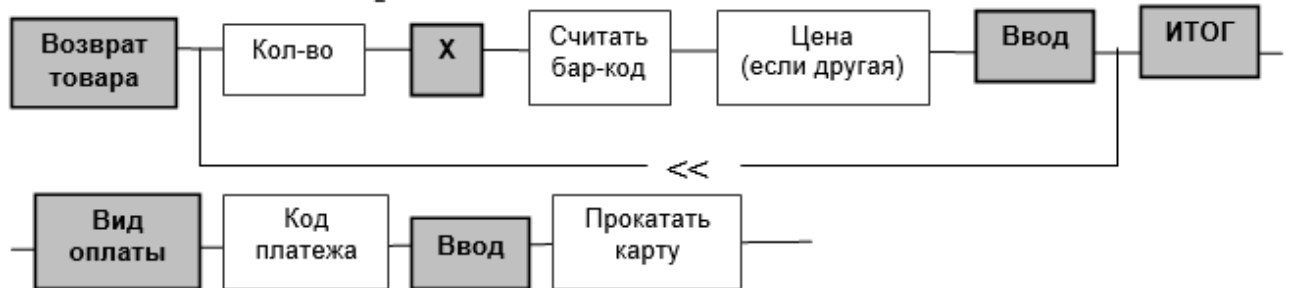 Возврат
товара
Кол-во
X
Считать
бар-код
Цена
(если другая)
Ввод
ИТОГ
<<
Вид
оплаты
Код
платежа
Ввод
Прокатать
карту